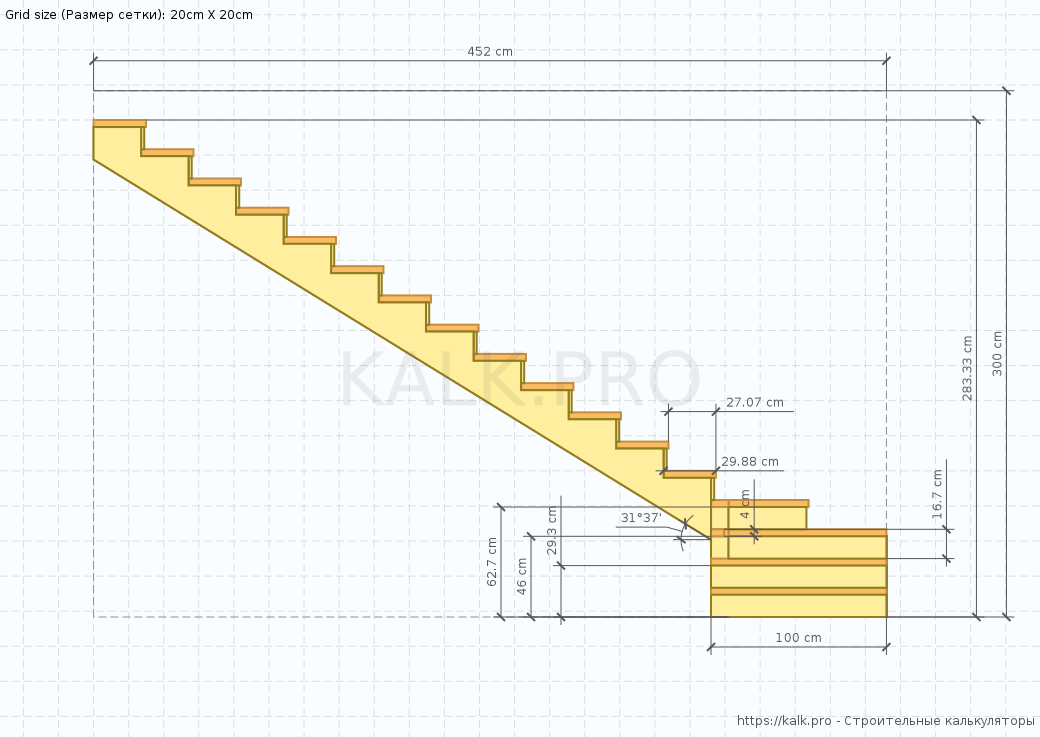 Grid size (Размер сетки): 20cm X 20cm
452 cm
300 cm
283.33 cm
KALK.PRO
27.07 cm
29.88 cm
4 cm
16.7 cm
31°37'
29.3 cm
62.7 cm
46 cm
100 cm
https://kalk.pro - Строительные калькуляторы